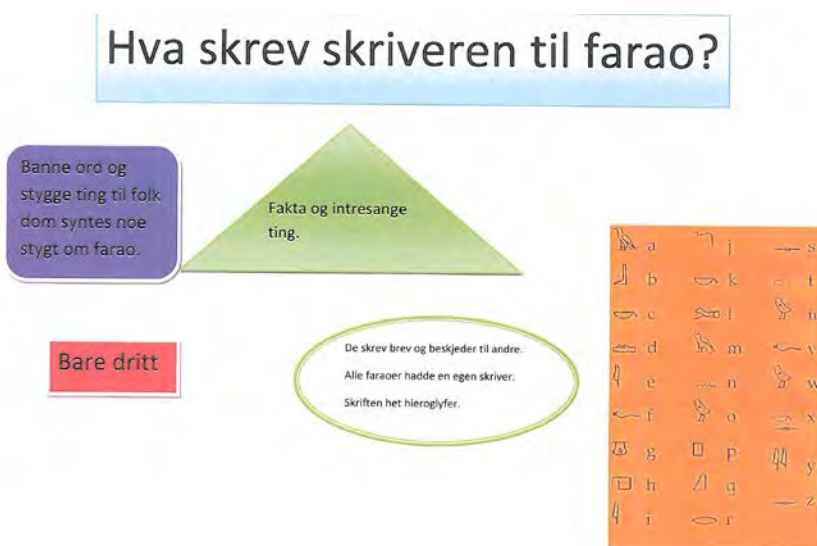 Hva skrev skriveren til farao?
Banne ord og
stygge ting til folk
dom syntes noe
stygt om farao.
Fakta og intresange
ting.
Bare dritt
De skrev brev og beskjeder til andre.
Alle faraoer hadde en egen skriver.
Skriften het hieroglyfer.
a j s
b k t
c l u
d m v
e n w
f o x
g p y
h q z
i r